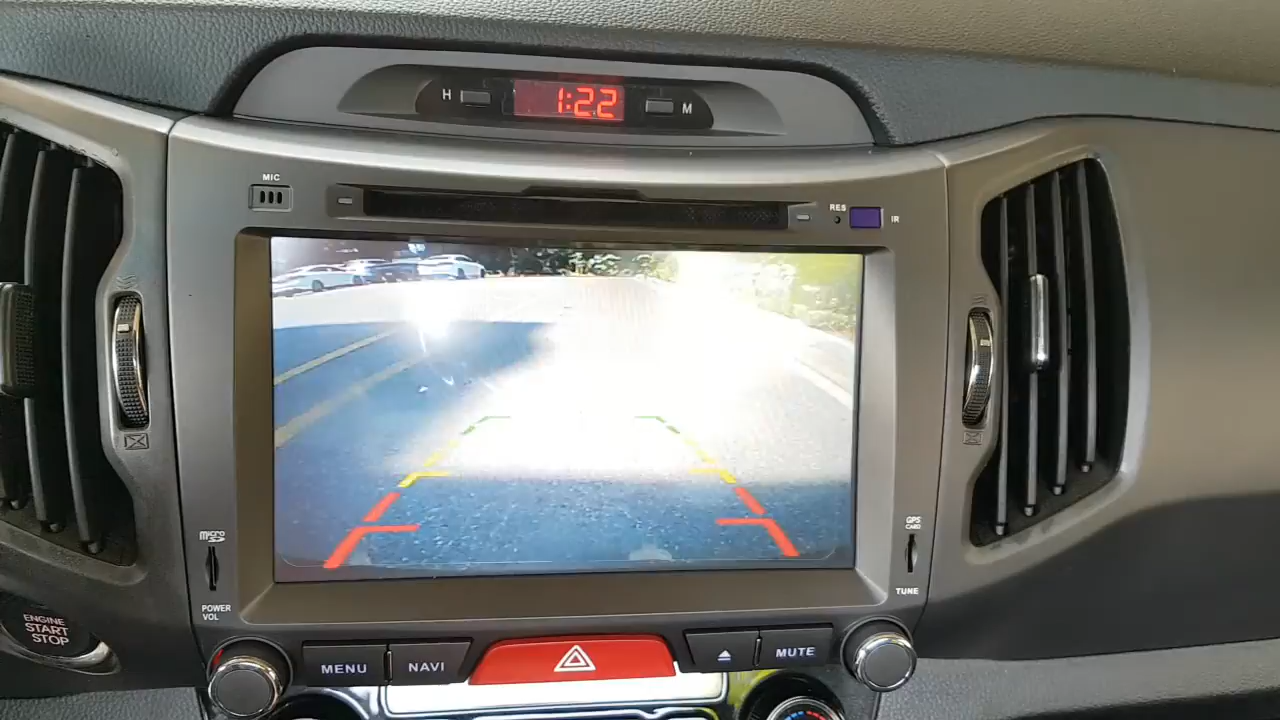 H 1:22 M
MIC
RES
IR
micro
SD
GPS
CARD
POWER
VOL
TUNE
ENGINE
START
STOP
MENU NAVI MUTE